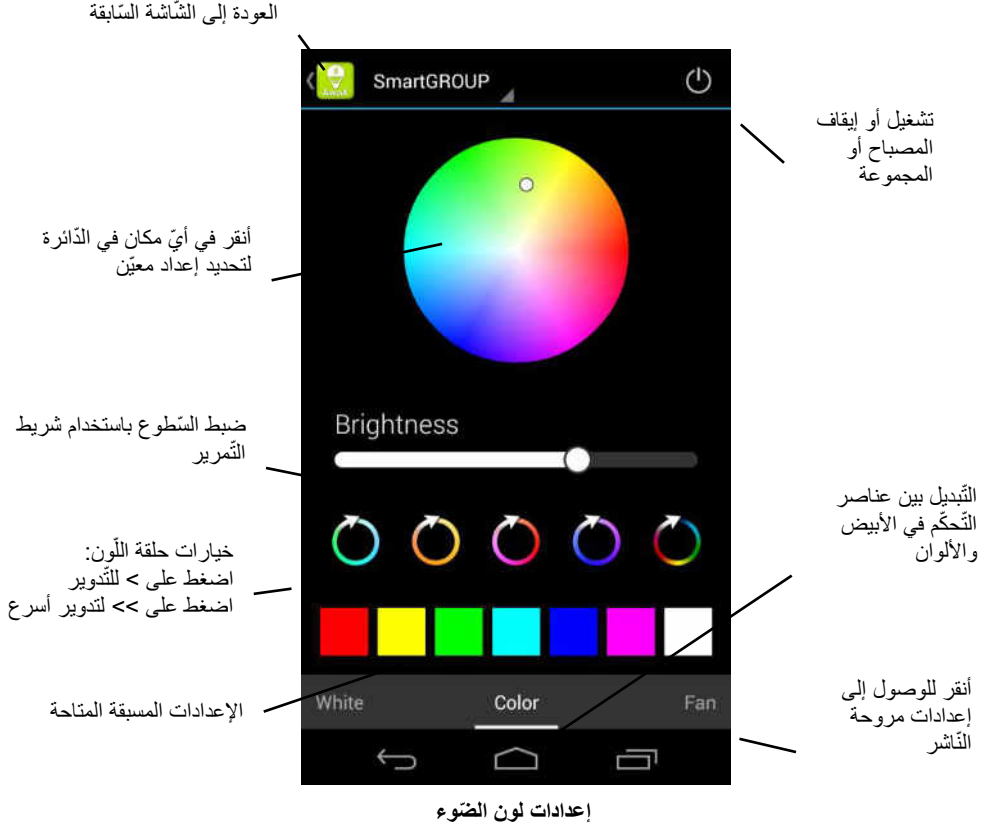 العودة إلى الشّاشة السّابقة
SmartGROUP
تشغيل أو إيقاف
المصباح أو
المجموعة
أنقر في أيّ مكان في الدّائرة
لتحديد إعداد معيّن
Brightness
ضبط السّطوع باستخدام شريط
التّمرير
التّبديل بين عناصر
التّحكّم في الأبيض
والألوان
خيارات حلقة اللّون:
اضغط على > للتّدوير
اضغط على >> لتدوير أسرع
الإعدادات المسبقة المتاحة
White
Color
Fan
أنقر للوصول إلى
إعدادات مروحة
النّاشر
إعدادات لون الضّوء